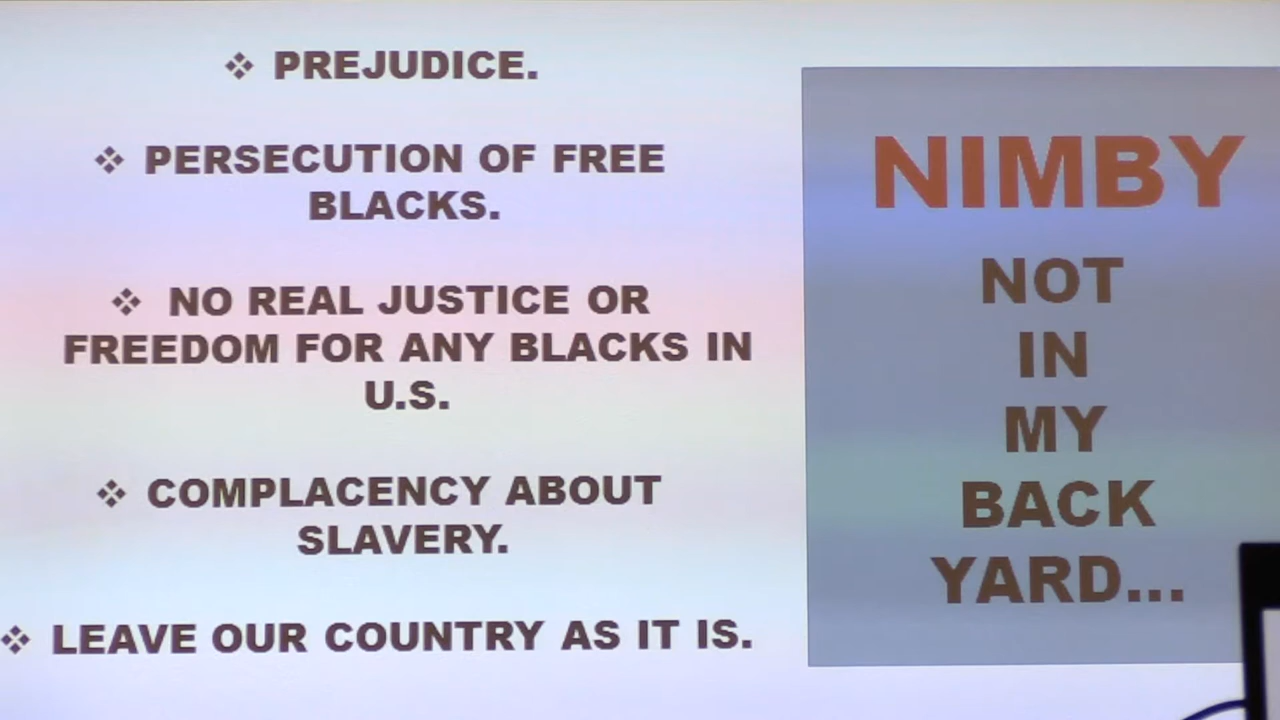 ❖ PREJUDICE.
❖ PERSECUTION OF FREE
BLACKS.
❖ NO REAL JUSTICE OR
FREEDOM FOR ANY BLACKS IN
U.S.
❖ COMPLACENCY ABOUT
SLAVERY.
❖ LEAVE OUR COUNTRY AS IT IS.
NIMBY
NOT
IN
MY
BACK
YARD...